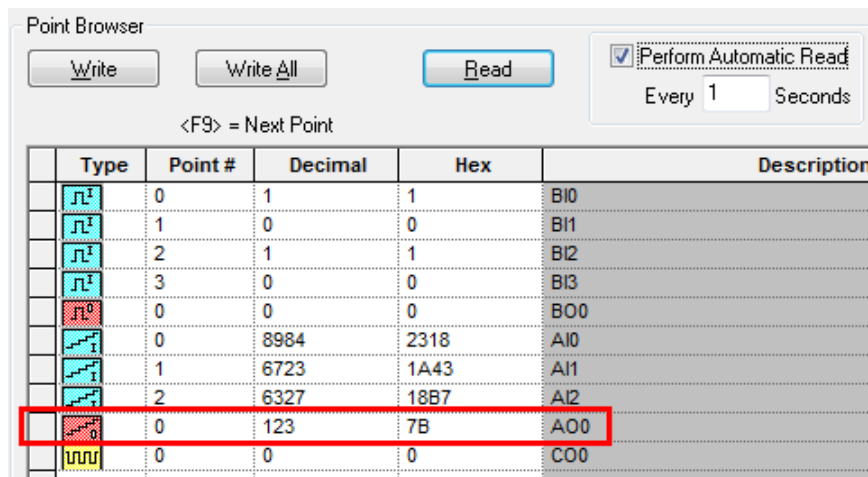 Point Browser
Write Write All Read Perform Automatic Read
Every 1 Seconds
<F9> = Next Point
Type Point # Decimal Hex Description
0 1 1 BI0
1 0 0 BI1
2 1 1 BI2
3 0 0 BI3
0 0 0 BO0
0 8984 2318 AI0
1 6723 1A43 AI1
2 6327 18B7 AI2
0 123 7B AO0
0 0 0 CO0